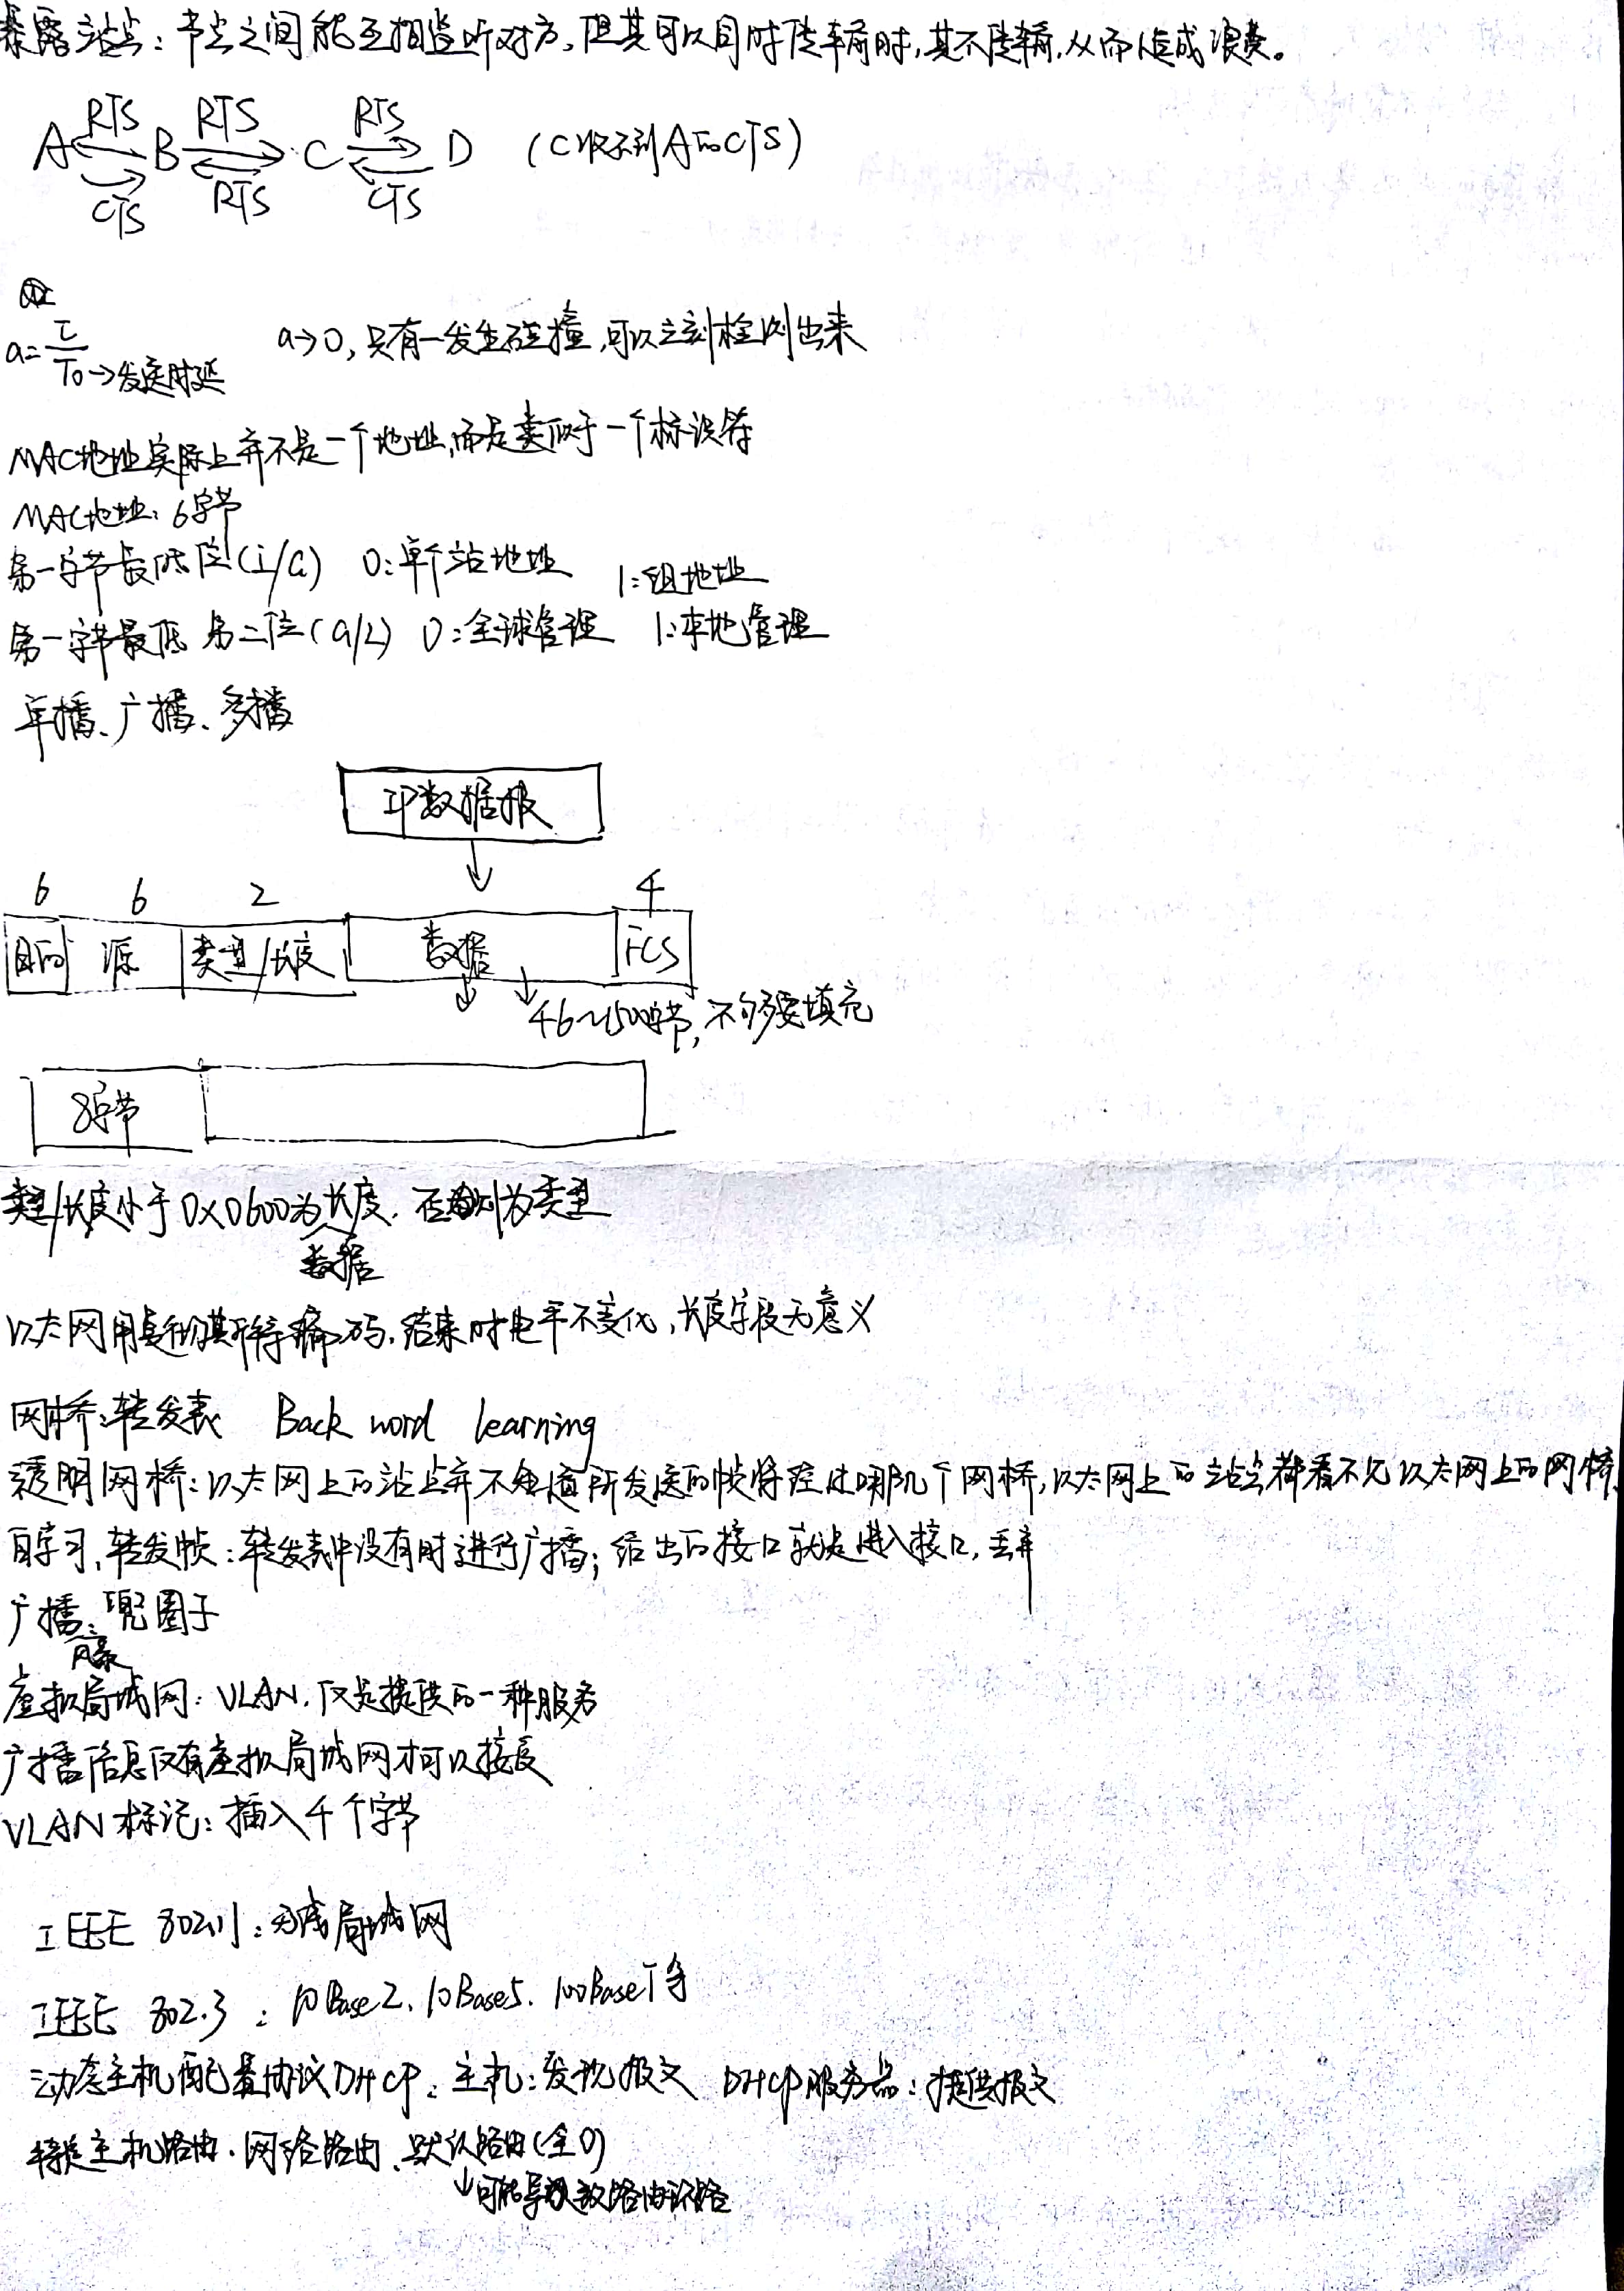 暴露站点：节点之间能互相监听对方，但其可以同时传输时，其不传输，从而造成浪费。
RTS RTS RTS
A B C D （C收不到A的CTS）
CTS RTS CTS
a=τ/T0→发送时延 a→0，只有一发生碰撞，可以立刻检测出来
MAC地址实际上并不是一个地址，而是类似于一个标识符
MAC地址：6字节
第一字节最低位(i/G) 0：单个站地址 1：组地址
第一字节最低第二位(G/L) 0：全球管理 1：本地管理
单播、广播、多播
IP数据报
6 6 2 4
目的 源 类型/长度 数据 FCS
46~1500字节，不够要填充
8字节
类型/长度小于0x0600为长度，否则为类型
数据
以太网用曼彻斯特编码，结束时电平不变化，长度字段无意义
网桥：转发表 Back word learning
透明网桥：以太网上的站点并不知道所发送的帧将经过哪几个网桥，以太网上的站点都看不见以太网上的网桥
自学习，转发帧：转发表中没有时进行广播；给出的接口就是进入接口，丢弃
广播：兜圈子
风暴
虚拟局域网：VLAN，仅是提供的一种服务
广播信息仅有虚拟局域网才可以接受
VLAN标记：插入4个字节
IEEE 802.11：无线局域网
IEEE 802.3：10Base2、10Base5、100BaseT等
动态主机配置协议DHCP：主机：发现报文 DHCP服务器：提供报文
特定主机路由、网络路由、默认路由(全0)
↓可能导致路由环路